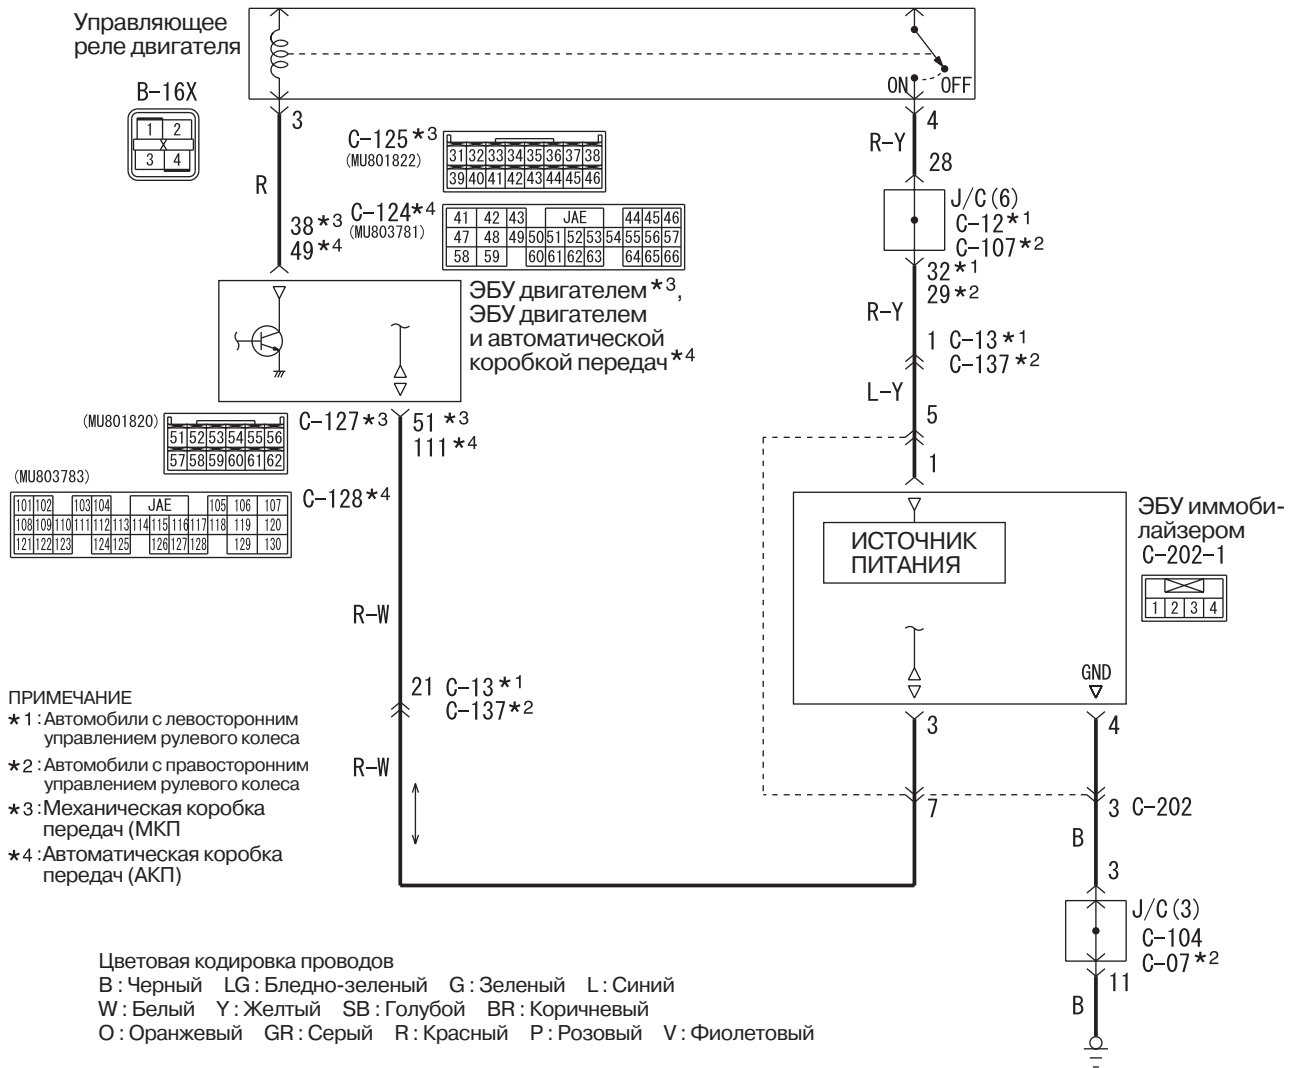 Управляющее
реле двигателя
B-16X
1 2
X
3 4
3
R
38*3
49*4
C-125*3
(MU801822)
31 32 33 34 35 36 37 38
39 40 41 42 43 44 45 46
C-124*4
(MU803781)
41 42 43 JAE 44 45 46
47 48 49 50 51 52 53 54 55 56 57
58 59 60 61 62 63 64 65 66
ЭБУ двигателем*3,
ЭБУ двигателем
и автоматической
коробкой передач*4
ON OFF
4
R-Y
28
J/C(6)
C-12*1
C-107*2
32*1
29*2
R-Y
1 C-13*1
C-137*2
L-Y
5
1
(MU801820)
51 52 53 54 55 56
57 58 59 60 61 62
C-127*3
51*3
111*4
(MU803783)
101 102 103 104 JAE 105 106 107
108 109 110 111 112 113 114 115 116 117 118 119 120
121 122 123 124 125 126 127 128 129 130
C-128*4
ИСТОЧНИК
ПИТАНИЯ
ЭБУ иммоби-
лайзером
C-202-1
1 2 3 4
GND
R-W
21 C-13*1
C-137*2
R-W
3
4
7
3 C-202
B
3
J/C(3)
C-104
C-07*2
11
B
ПРИМЕЧАНИЕ
*1:Автомобили с левосторонним
управлением рулевого колеса
*2:Автомобили с правосторонним
управлением рулевого колеса
*3:Механическая коробка
передач (МКП
*4:Автоматическая коробка
передач (АКП)
Цветовая кодировка проводов
B : Черный LG : Бледно-зеленый G : Зеленый L : Синий
W : Белый Y : Желтый SB : Голубой BR : Коричневый
O : Оранжевый GR : Серый R : Красный P : Розовый V : Фиолетовый